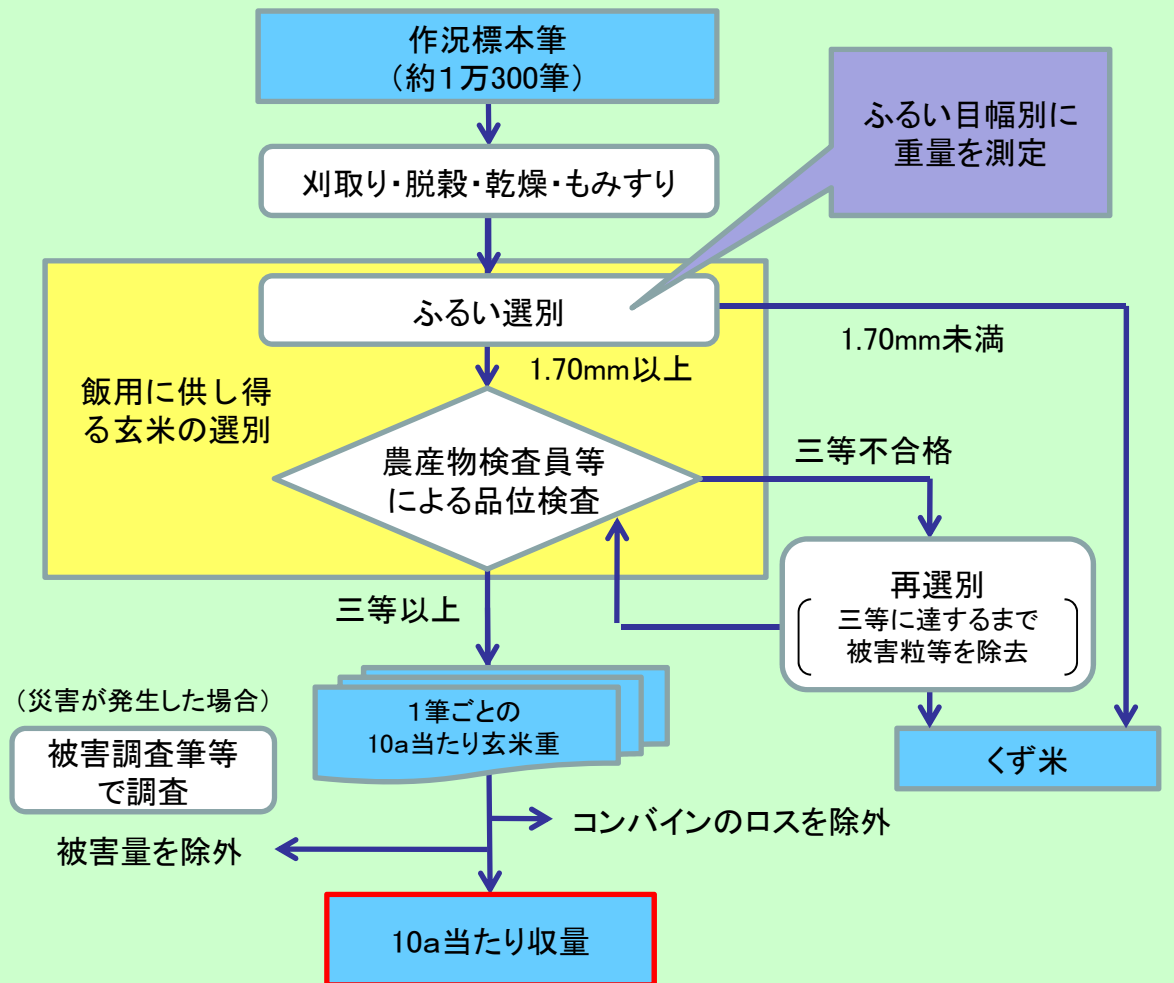 作況標本筆
（約１万300筆）
ふるい目幅別に
重量を測定
刈取り・脱穀・乾燥・もみすり
ふるい選別
1.70mm未満
1.70mm以上
飯用に供し得
る玄米の選別
農産物検査員等
による品位検査
三等不合格
再選別
三等に達するまで
被害粒等を除去
三等以上
（災害が発生した場合）
被害調査筆等
で調査
１筆ごとの
10a当たり玄米重
くず米
コンバインのロスを除外
被害量を除外
10a当たり収量